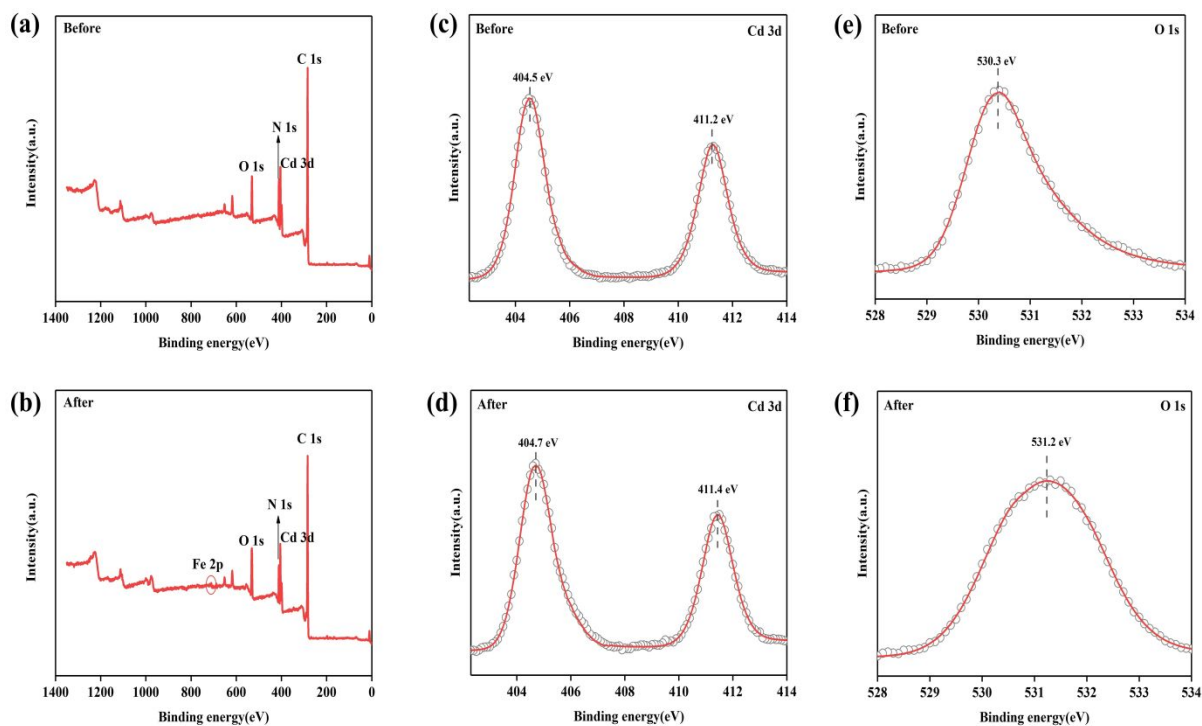 (a)
Before
C 1s
N 1s
O 1s
Cd 3d
Intensity(a.u.)
1400 1200 1000 800 600 400 200 0
Binding energy(eV)
(c)
Before
Cd 3d
404.5 eV
411.2 eV
Intensity(a.u.)
404 406 408 410 412 414
Binding energy(eV)
(e)
Before
O 1s
530.3 eV
Intensity(a.u.)
528 529 530 531 532 533 534
Binding energy(eV)
(b)
After
C 1s
N 1s
O 1s
Cd 3d
Fe 2p
Intensity(a.u.)
1400 1200 1000 800 600 400 200 0
Binding energy(eV)
(d)
After
Cd 3d
404.7 eV
411.4 eV
Intensity(a.u.)
404 406 408 410 412 414
Binding energy(eV)
(f)
After
O 1s
531.2 eV
Intensity(a.u.)
528 529 530 531 532 533 534
Binding energy(eV)